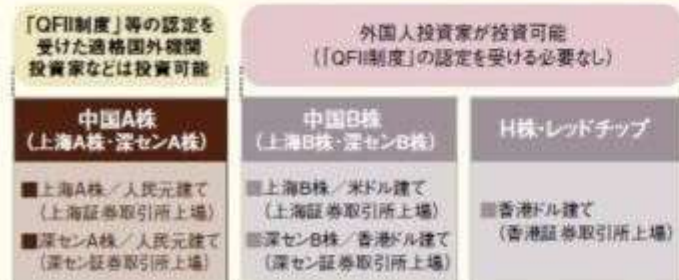 「QFII制度」等の認定を
受けた適格国外機関
投資家などは投資可能
外国人投資家が投資可能
(「QFII制度」の認定を受ける必要なし)
中国A株
(上海A株・深センA株)
中国B株
(上海B株・深センB株)
H株・レッドチップ
■上海A株／人民元建て
(上海証券取引所上場)
■深センA株／人民元建て
(深セン証券取引所上場)
■上海B株／米ドル建て
(上海証券取引所上場)
■深センB株／香港ドル建て
(深セン証券取引所上場)
■香港ドル建て
(香港証券取引所上場)